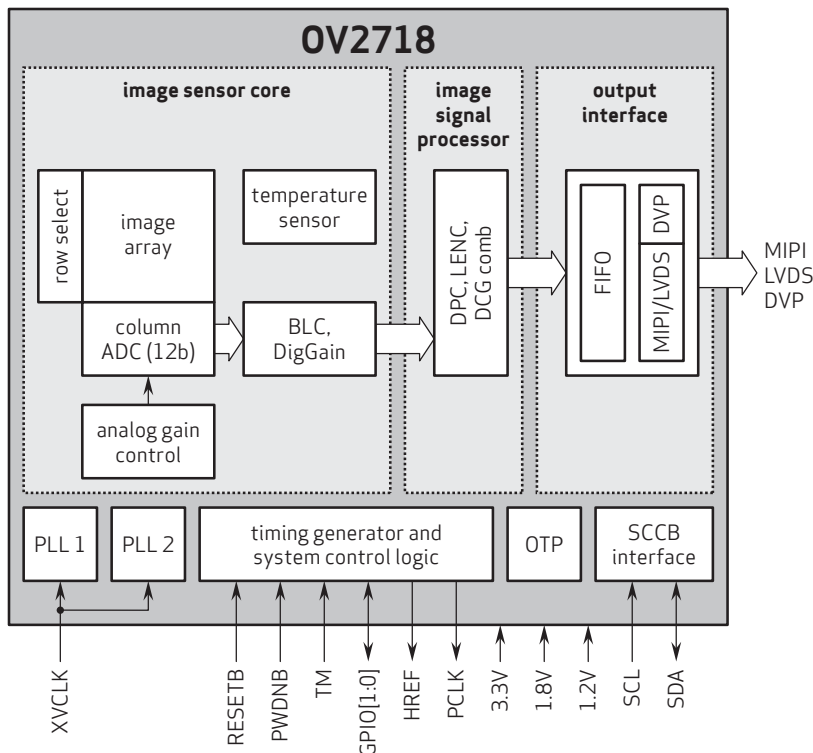 OV2718
image sensor core
image
signal
processor
output
interface
row select
image
array
temperature
sensor
column
ADC (12b)
BLC,
DigGain
analog gain
control
DPC, LENC,
DCG comb
FIFO
DVP
MIPI/LVDS
MIPI
LVDS
DVP
PLL 1
PLL 2
timing generator and
system control logic
OTP
SCCB
interface
XVCLK
RESETB
PWDNB
TM
GPIO[1:0]
HREF
PCLK
3.3V
1.8V
1.2V
SCL
SDA